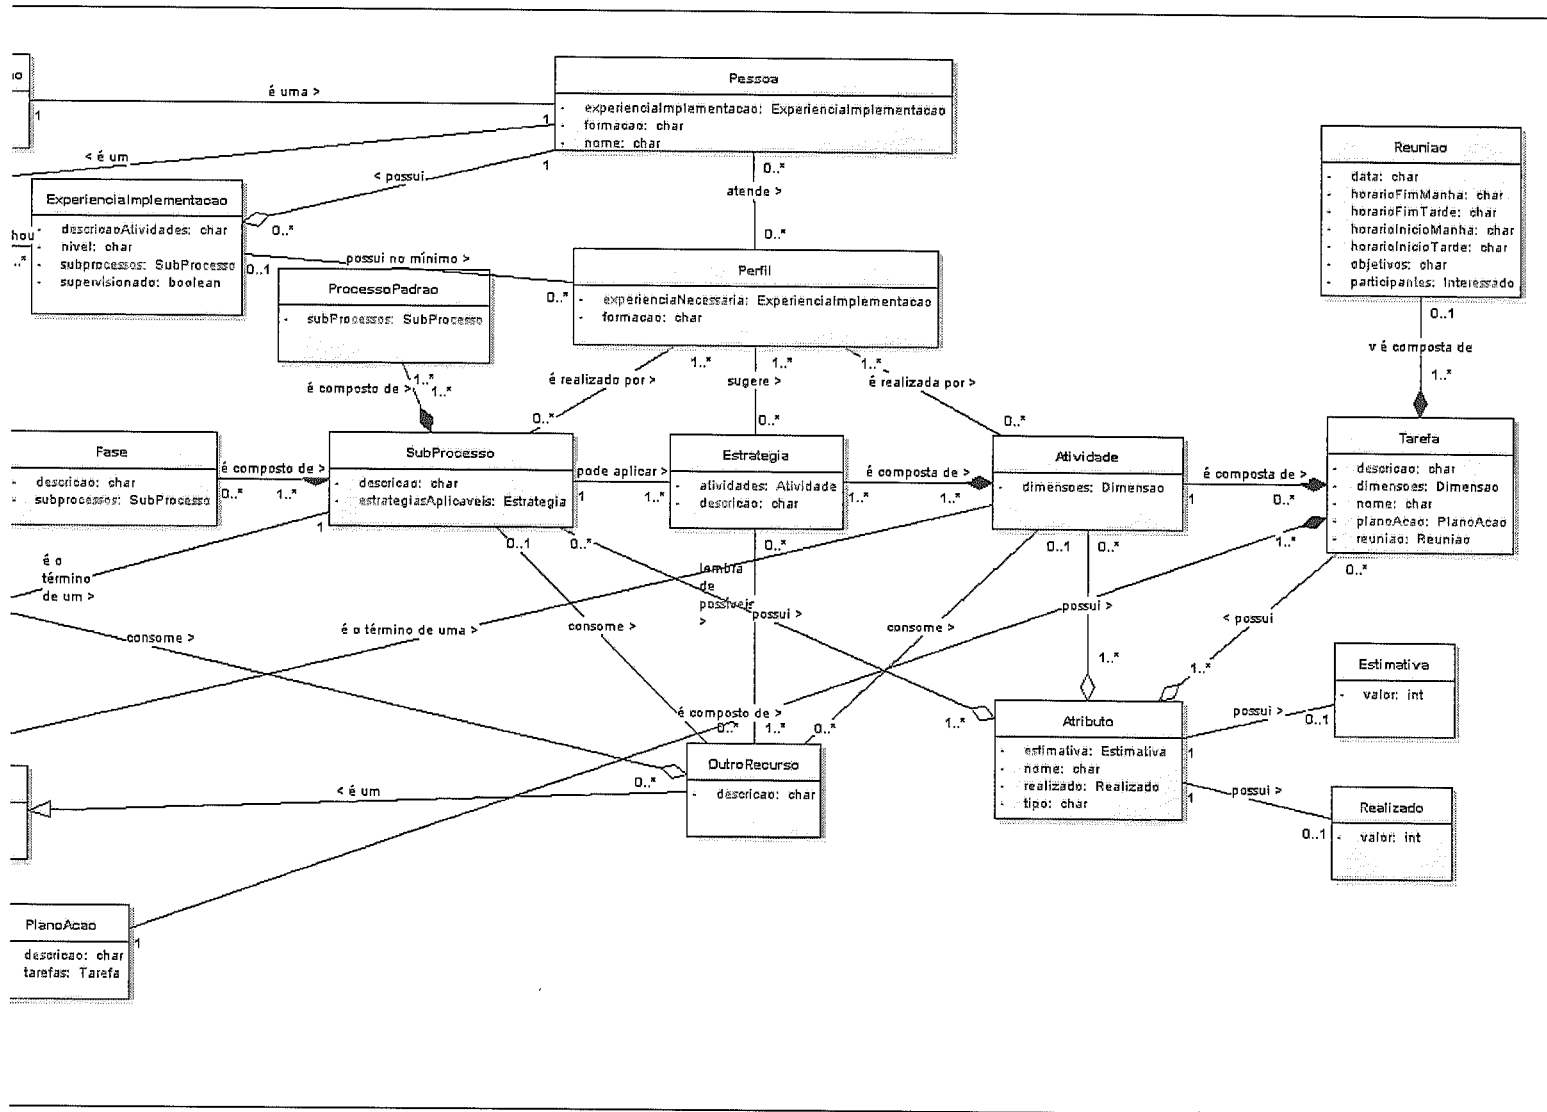 Pessoa
- experienciaImplementacao: ExperienciaImplementacao
- formacao: char
- nome: char
é uma >
1
1
< é um
< possui
1
0..*
atende >
0..*
0..*
ExperienciaImplementacao
- descricaoAtividades: char
- nivel: char
- subprocessos: SubProcesso
- supervisionado: boolean
0..1
possui no mínimo >
0..*
Reuniao
- data: char
- horarioFimManha: char
- horarioFimTarde: char
- horarioInicioManha: char
- horarioInicioTarde: char
- objetivos: char
- participantes: Interessado
0..1
v é composta de
1..*
ProcessoPadrao
- subProcessos: SubProcesso
é composto de >
1..*
1..*
Perfil
- experienciaNecessaria: ExperienciaImplementacao
- formacao: char
1..*
1..*
1..*
é realizado por >
sugere >
é realizada por >
0..*
0..*
0..*
Fase
- descricao: char
- subprocessos: SubProcesso
é composto de >
0..*
1..*
SubProcesso
- descricao: char
- estrategiasAplicaveis: Estrategia
pode aplicar >
1
1..*
Estrategia
- atividades: Atividade
- descricao: char
é composta de >
1..*
1..*
Atividade
- dimensoes: Dimensao
é composta de >
1
0..*
Tarefa
- descricao: char
- dimensoes: Dimensao
- nome: char
- planoAcao: PlanoAcao
- reuniao: Reuniao
1
0..1
0..*
0..*
0..1
0..*
1..*
0..*
é o
término
de um >
lembra
de
possíveis
>
possui >
possui >
< possui
consome >
é o término de uma >
consome >
consome >
1..*
1..*
1..*
é composto de >
0..*
1..*
0..*
Estimativa
- valor: int
possui >
0..1
Atributo
- estimativa: Estimativa
- nome: char
- realizado: Realizado
- tipo: char
1
1
possui >
0..1
Realizado
- valor: int
OutroRecurso
- descricao: char
0..*
< é um
PlanoAcao
descricao: char
tarefas: Tarefa
1